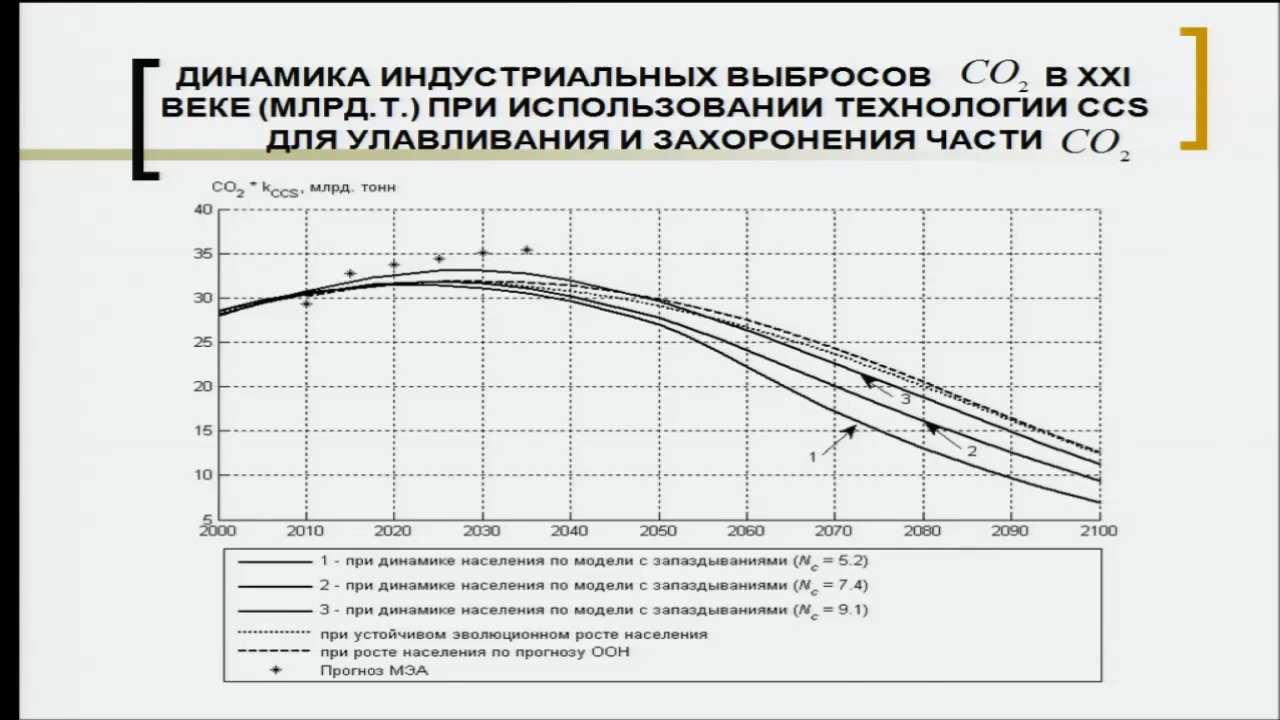 ДИНАМИКА ИНДУСТРИАЛЬНЫХ ВЫБРОСОВ CO₂ В XXI
ВЕКЕ (МЛРД.Т.) ПРИ ИСПОЛЬЗОВАНИИ ТЕХНОЛОГИИ CCS
ДЛЯ УЛАВЛИВАНИЯ И ЗАХОРОНЕНИЯ ЧАСТИ CO₂
CO₂ * k_CCS, млрд. тонн
40
35
30
25
20
15
10
5
3
1
2
2000 2010 2020 2030 2040 2050 2060 2070 2080 2090 2100
1 - при динамике населения по модели с запаздываниями (N_c = 5.2)
2 - при динамике населения по модели с запаздываниями (N_c = 7.4)
3 - при динамике населения по модели с запаздываниями (N_c = 9.1)
при устойчивом эволюционном росте населения
при росте населения по прогнозу ООН
Прогноз МЭА